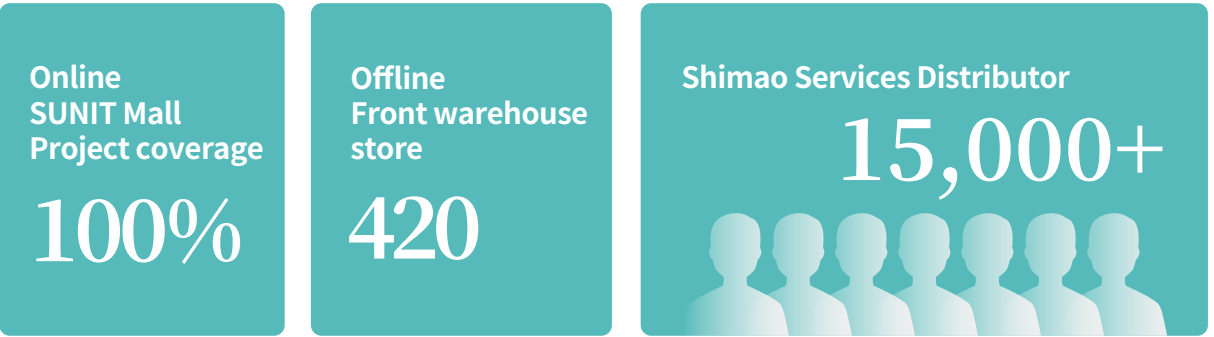 Online
SUNIT Mall
Project coverage
100%
Offline
Front warehouse
store
420
Shimao Services Distributor
15,000+